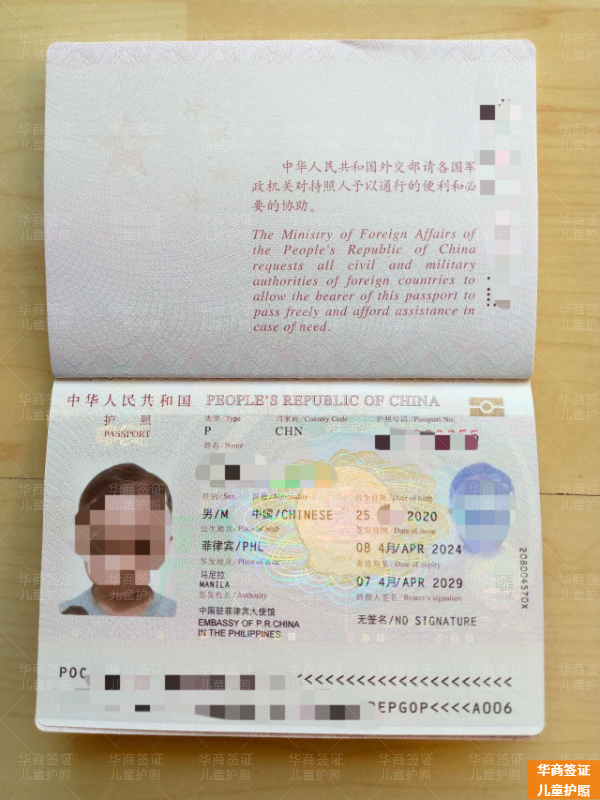 中华人民共和国外交部请各国军
政机关对持照人予以通行的便利和必
要的协助。
The Ministry of Foreign Affairs of
the People's Republic of China
requests all civil and military
authorities of foreign countries to
allow the bearer of this passport to
pass freely and afford assistance in
case of need.
中华人民共和国 PEOPLE'S REPUBLIC OF CHINA
护照
PASSPORT
类型/Type 国家码/Country Code 护照号码/Passport No.
P CHN
姓名/Name
性别/Sex 国籍/Nationality 出生日期/Date of birth
男/M 中国/CHINESE 25 2020
出生地点/Place of birth 签发日期/Date of issue
菲律宾/PHL 08 4月/APR 2024
签发地点/Place of issue 有效期至/Date of expiry
马尼拉
MANILA 07 4月/APR 2029
签发机关/Authority 持照人签名/Bearer's signature
中国驻菲律宾大使馆
EMBASSY OF P.R.CHINA
IN THE PHILIPPINES
无签名/NO SIGNATURE
208004570X
POC <<<<<<<<<<<<<<<<<<<<<<
PGOP<<<<A006
华商签证
儿童护照